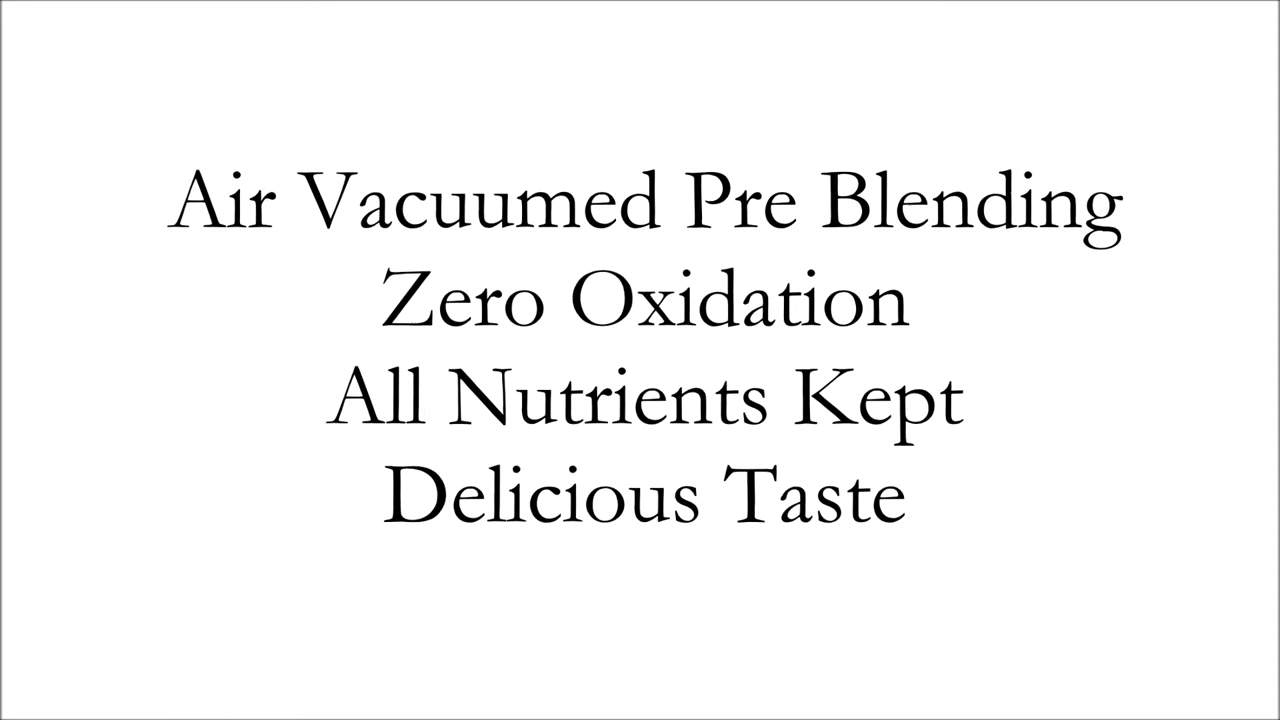 Air Vacuumed Pre Blending
Zero Oxidation
All Nutrients Kept
Delicious Taste